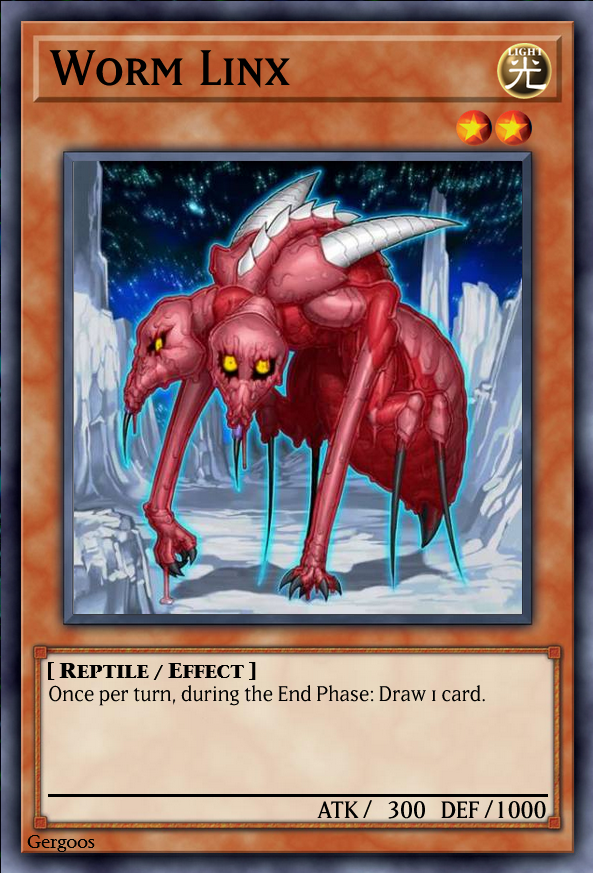 Worm Linx
LIGHT
光
[ Reptile / Effect ]
Once per turn, during the End Phase: Draw 1 card.
ATK / 300 DEF /1000
Gergoos